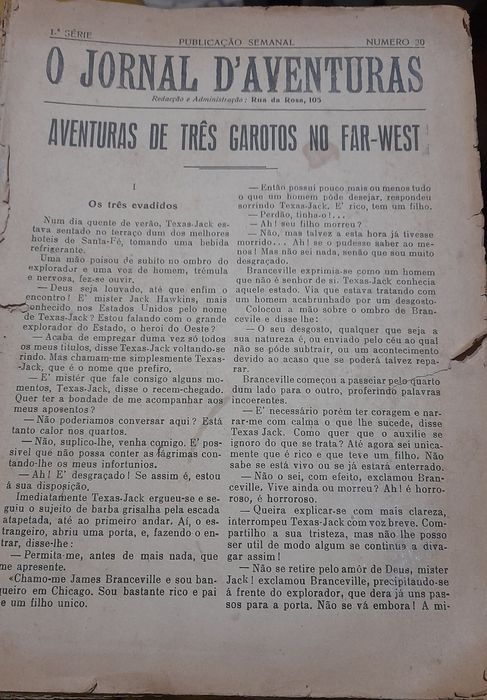 1.ª SÉRIE
PUBLICAÇÃO SEMANAL
NUMERO 20
O JORNAL D'AVENTURAS
Redacção e Administração: Rua da Rosa, 105
AVENTURAS DE TRÊS GAROTOS NO FAR-WEST
I
Os três evadidos
Num dia quente de verão, Texas-Jack es-
tava sentado no terraço dum dos melhores
hoteis de Santa-Fé, tomando uma bebida
refrigerante.
Uma mão poisou de subito no ombro do
explorador e uma voz de homem, trémula
e nervosa, fez-se ouvir.
— Deus seja louvado, até que enfim o
encontro! E' mister Jack Hawkins, mais
conhecido nos Estados Unidos pelo nome
de Texas-Jack? Estou falando com o grande
explorador do Estado, o heroi do Oeste?
— Acaba de empregar duma vez só todos
os meus titulos, disse Texas-Jack voltando-se
rindo. Mas chamam-me simplesmente Texas-
-Jack, que é o nome que prefiro.
— E' mistér que fale consigo alguns mo-
mentos, Texas-Jack, disse o recem-chegado.
Quer ter a bondade de me acompanhar aos
meus aposentos?
— Não poderiamos conversar aqui? Está
tanto calor nos quartos.
— Não, suplico-lhe, venha comigo. E' pos-
sivel que não possa conter as lágrimas con-
tando-lhe os meus infortunios.
— Ah! E' desgraçado! Se assim é, estou
á sua disposição.
Imediatamente Texas-Jack ergueu-se e se-
guiu o sujeito de barba grisalha pela escada
atapetada, até ao primeiro andar. Aí, o es-
trangeiro, abriu uma porta, e, fazendo o en-
trar, disse-lhe:
— Permita-me, antes de mais nada, que
me apresente.
«Chamo-me James Branceville e sou ban-
queiro em Chicago. Sou bastante rico e pai
e um filho unico.
— Então possui pouco mais ou menos tudo
o que um homem póde desejar, respondeu
sorrindo Texas-Jack. E' rico, tem um filho.
— Perdão, tinha-o!...
— Ah! seu filho morreu?
— Não, mas talvez a esta hora já tivesse
morrido... Ah! se o pudesse saber ao me-
nos! Mas não sei nada, senão que sou muito
desgraçado.
Branceville exprimia-se como um homem
que não é senhor de si. Texas-Jack conhecia
aquele estado. Via que estava tratando com
um homem acabrunhado por um desgosto.
Colocou a mão sobre o ombro de Bran-
ceville e disse lhe:
— O seu desgosto, qualquer que seja a
sua natureza é, ou enviado pelo céu ao qual
não se póde subtrair, ou um acontecimento
devido ao acaso que se poderá talvez repa-
rar.
Branceville começou a passeiar pelo quarto
dum lado para o outro, proferindo palavras
incoerentes.
— E' necessário porém ter coragem e nar-
rar-me com calma o que lhe sucede, disse
Texas Jack. Como quer que o auxilie se
ignoro do que se trata? Até agora sei unica-
mente que é rico e que teve um filho. Não
sabe se está vivo ou se já estará enterrado.
— Não o sei, com efeito, exclamou Bran-
ceville. Vive ainda ou morreu? Ah! é horro-
roso, é horroroso.
— Queira explicar-se com mais clareza,
interrompeu Texas-Jack com voz breve. Com-
partilho a sua tristeza, mas não lhe posso
ser util de modo algum se continua a diva-
gar assim!
— Não se retire pelo amôr de Deus, mister
Jack! exclamou Branceville, precipitando-se
á frente do explorador, que dera já uns pas-
sos para a porta. Não se vá embora! A mi-